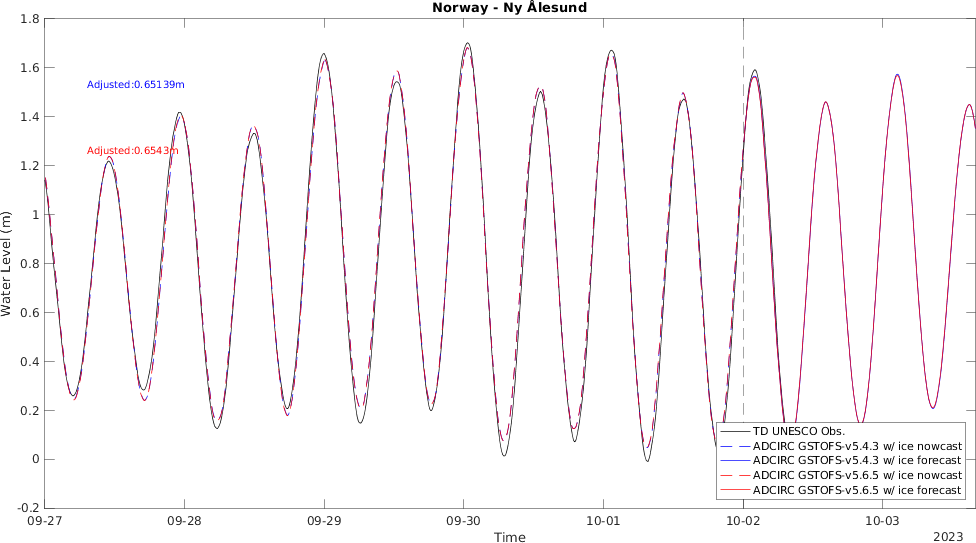 Norway - Ny Ålesund
1.8
1.6
1.4
1.2
1
0.8
0.6
0.4
0.2
0
-0.2
Water Level (m)
Adjusted:0.65139m
Adjusted:0.6543m
TD UNESCO Obs.
ADCIRC GSTOFS-v5.4.3 w/ ice nowcast
ADCIRC GSTOFS-v5.4.3 w/ ice forecast
ADCIRC GSTOFS-v5.6.5 w/ ice nowcast
ADCIRC GSTOFS-v5.6.5 w/ ice forecast
09-27 09-28 09-29 09-30 10-01 10-02 10-03
Time
2023